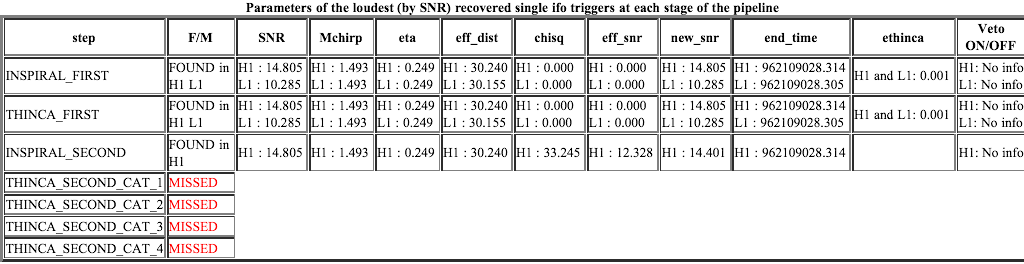 Parameters of the loudest (by SNR) recovered single ifo triggers at each stage of the pipeline
step F/M SNR Mchirp eta eff_dist chisq eff_snr new_snr end_time ethinca Veto ON/OFF
INSPIRAL_FIRST FOUND in H1 : 14.805 H1 : 1.493 H1 : 0.249 H1 : 30.240 H1 : 0.000 H1 : 0.000 H1 : 14.805 H1 : 962109028.314 H1 and L1: 0.001 H1: No info
H1 L1 L1 : 10.285 L1 : 1.493 L1 : 0.249 L1 : 30.155 L1 : 0.000 L1 : 0.000 L1 : 10.285 L1 : 962109028.305 L1: No info
THINCA_FIRST FOUND in H1 : 14.805 H1 : 1.493 H1 : 0.249 H1 : 30.240 H1 : 0.000 H1 : 0.000 H1 : 14.805 H1 : 962109028.314 H1 and L1: 0.001 H1: No info
H1 L1 L1 : 10.285 L1 : 1.493 L1 : 0.249 L1 : 30.155 L1 : 0.000 L1 : 0.000 L1 : 10.285 L1 : 962109028.305 L1: No info
INSPIRAL_SECOND FOUND in H1 H1 : 14.805 H1 : 1.493 H1 : 0.249 H1 : 30.240 H1 : 33.245 H1 : 12.328 H1 : 14.401 H1 : 962109028.314 H1: No info
THINCA_SECOND_CAT_1 MISSED
THINCA_SECOND_CAT_2 MISSED
THINCA_SECOND_CAT_3 MISSED
THINCA_SECOND_CAT_4 MISSED